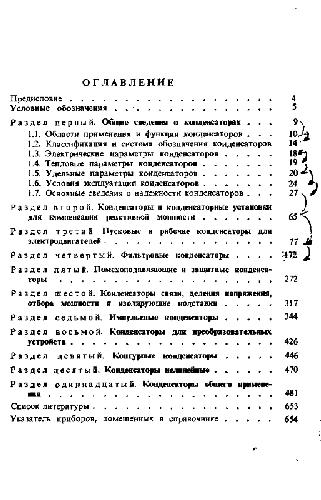 ОГЛАВЛЕНИЕ
Предисловие . . . . . . . . . . . . . 4
Условные обозначения . . . . . . . . . . 5
Раздел первый. Общие сведения о конденсаторах . . . 9
1.1. Области применения и функции конденсаторов . . . 10
1.2. Классификация и система обозначения конденсаторов 14
1.3. Электрические параметры конденсаторов . . . . . 18
1.4. Тепловые параметры конденсаторов . . . . . . 19
1.5. Удельные параметры конденсаторов . . . . . . 20
1.6. Условия эксплуатации конденсаторов . . . . . . 24
1.7. Основные сведения о надежности конденсаторов . . . 27
Раздел второй. Конденсаторы и конденсаторные установки
для компенсации реактивной мощности . . . . . 65
Раздел третий. Пусковые и рабочие конденсаторы для
электродвигателей . . . . . . . . . . . 77
Раздел четвертый. Фильтровые конденсаторы . . . . 172
Раздел пятый. Помехоподавляющие и защитные конденса-
торы . . . . . . . . . . . . . . . 272
Раздел шестой. Конденсаторы связи, деления напряжения,
отбора мощности и изолирующие подставки . . . . 317
Раздел седьмой. Импульсные конденсаторы . . . . 344
Раздел восьмой. Конденсаторы для преобразовательных
устройств . . . . . . . . . . . . . 426
Раздел девятый. Контурные конденсаторы . . . . 446
Раздел десятый. Конденсаторы нелинейные . . . . 470
Раздел одиннадцатый. Конденсаторы общего примене-
ния . . . . . . . . . . . . . . . 481
Список литературы . . . . . . . . . . . 653
Указатель приборов, помещенных в справочнике . . . . 654